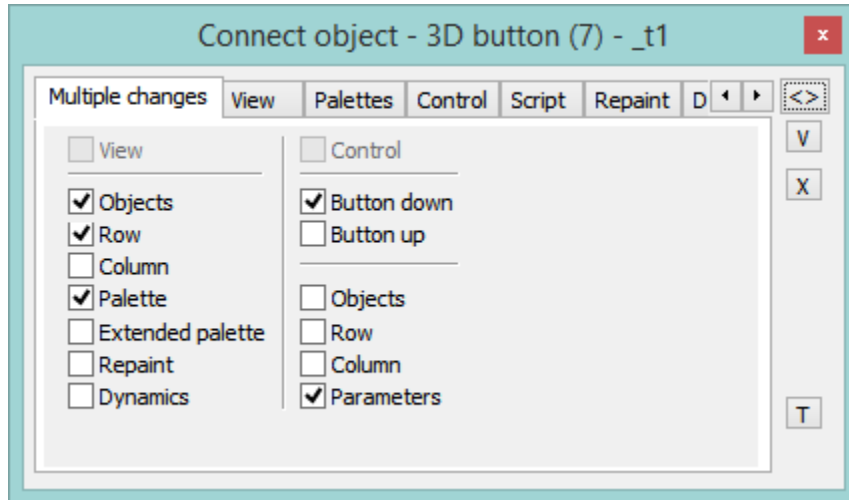 Connect object - 3D button (7) - _t1
x
Multiple changes View Palettes Control Script Repaint D
<>
V
X
T
View
Objects
Row
Column
Palette
Extended palette
Repaint
Dynamics
Control
Button down
Button up
Objects
Row
Column
Parameters